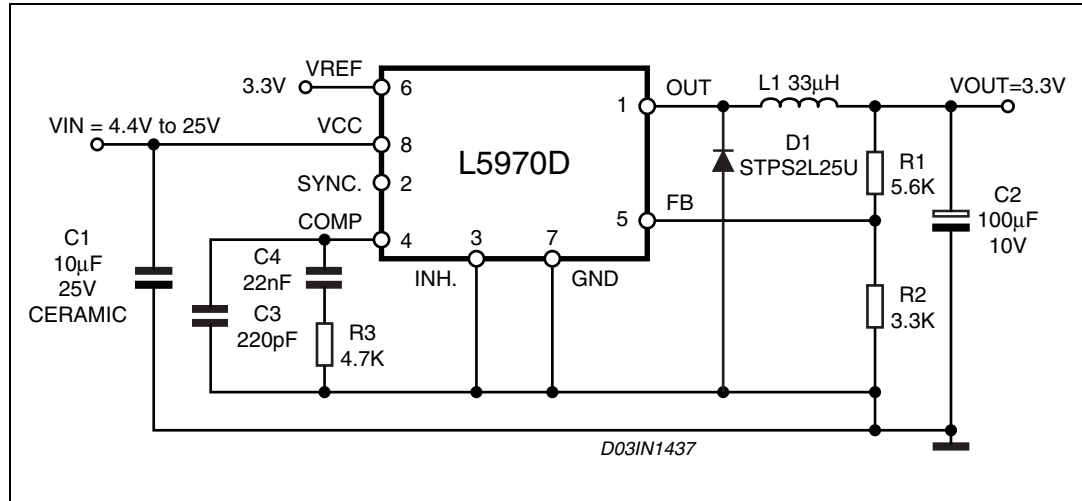 VREF
3.3V
6
VIN = 4.4V to 25V
VCC
8
SYNC.
2
COMP
4
L5970D
3
7
INH.
GND
1
OUT
L1 33μH
VOUT=3.3V
D1
STPS2L25U
R1
5.6K
5
FB
C2
100μF
10V
R2
3.3K
C1
10μF
25V
CERAMIC
C4
22nF
C3
220pF
R3
4.7K
D03IN1437